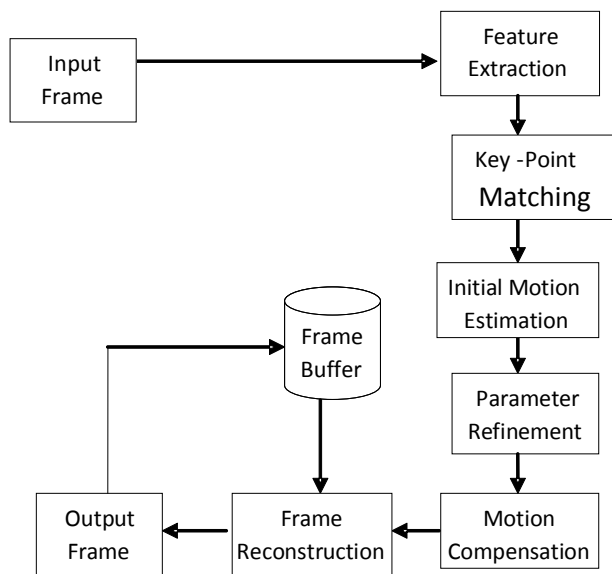 Input
Frame
Feature
Extraction
Key -Point
Matching
Initial Motion
Estimation
Frame
Buffer
Parameter
Refinement
Output
Frame
Frame
Reconstruction
Motion
Compensation